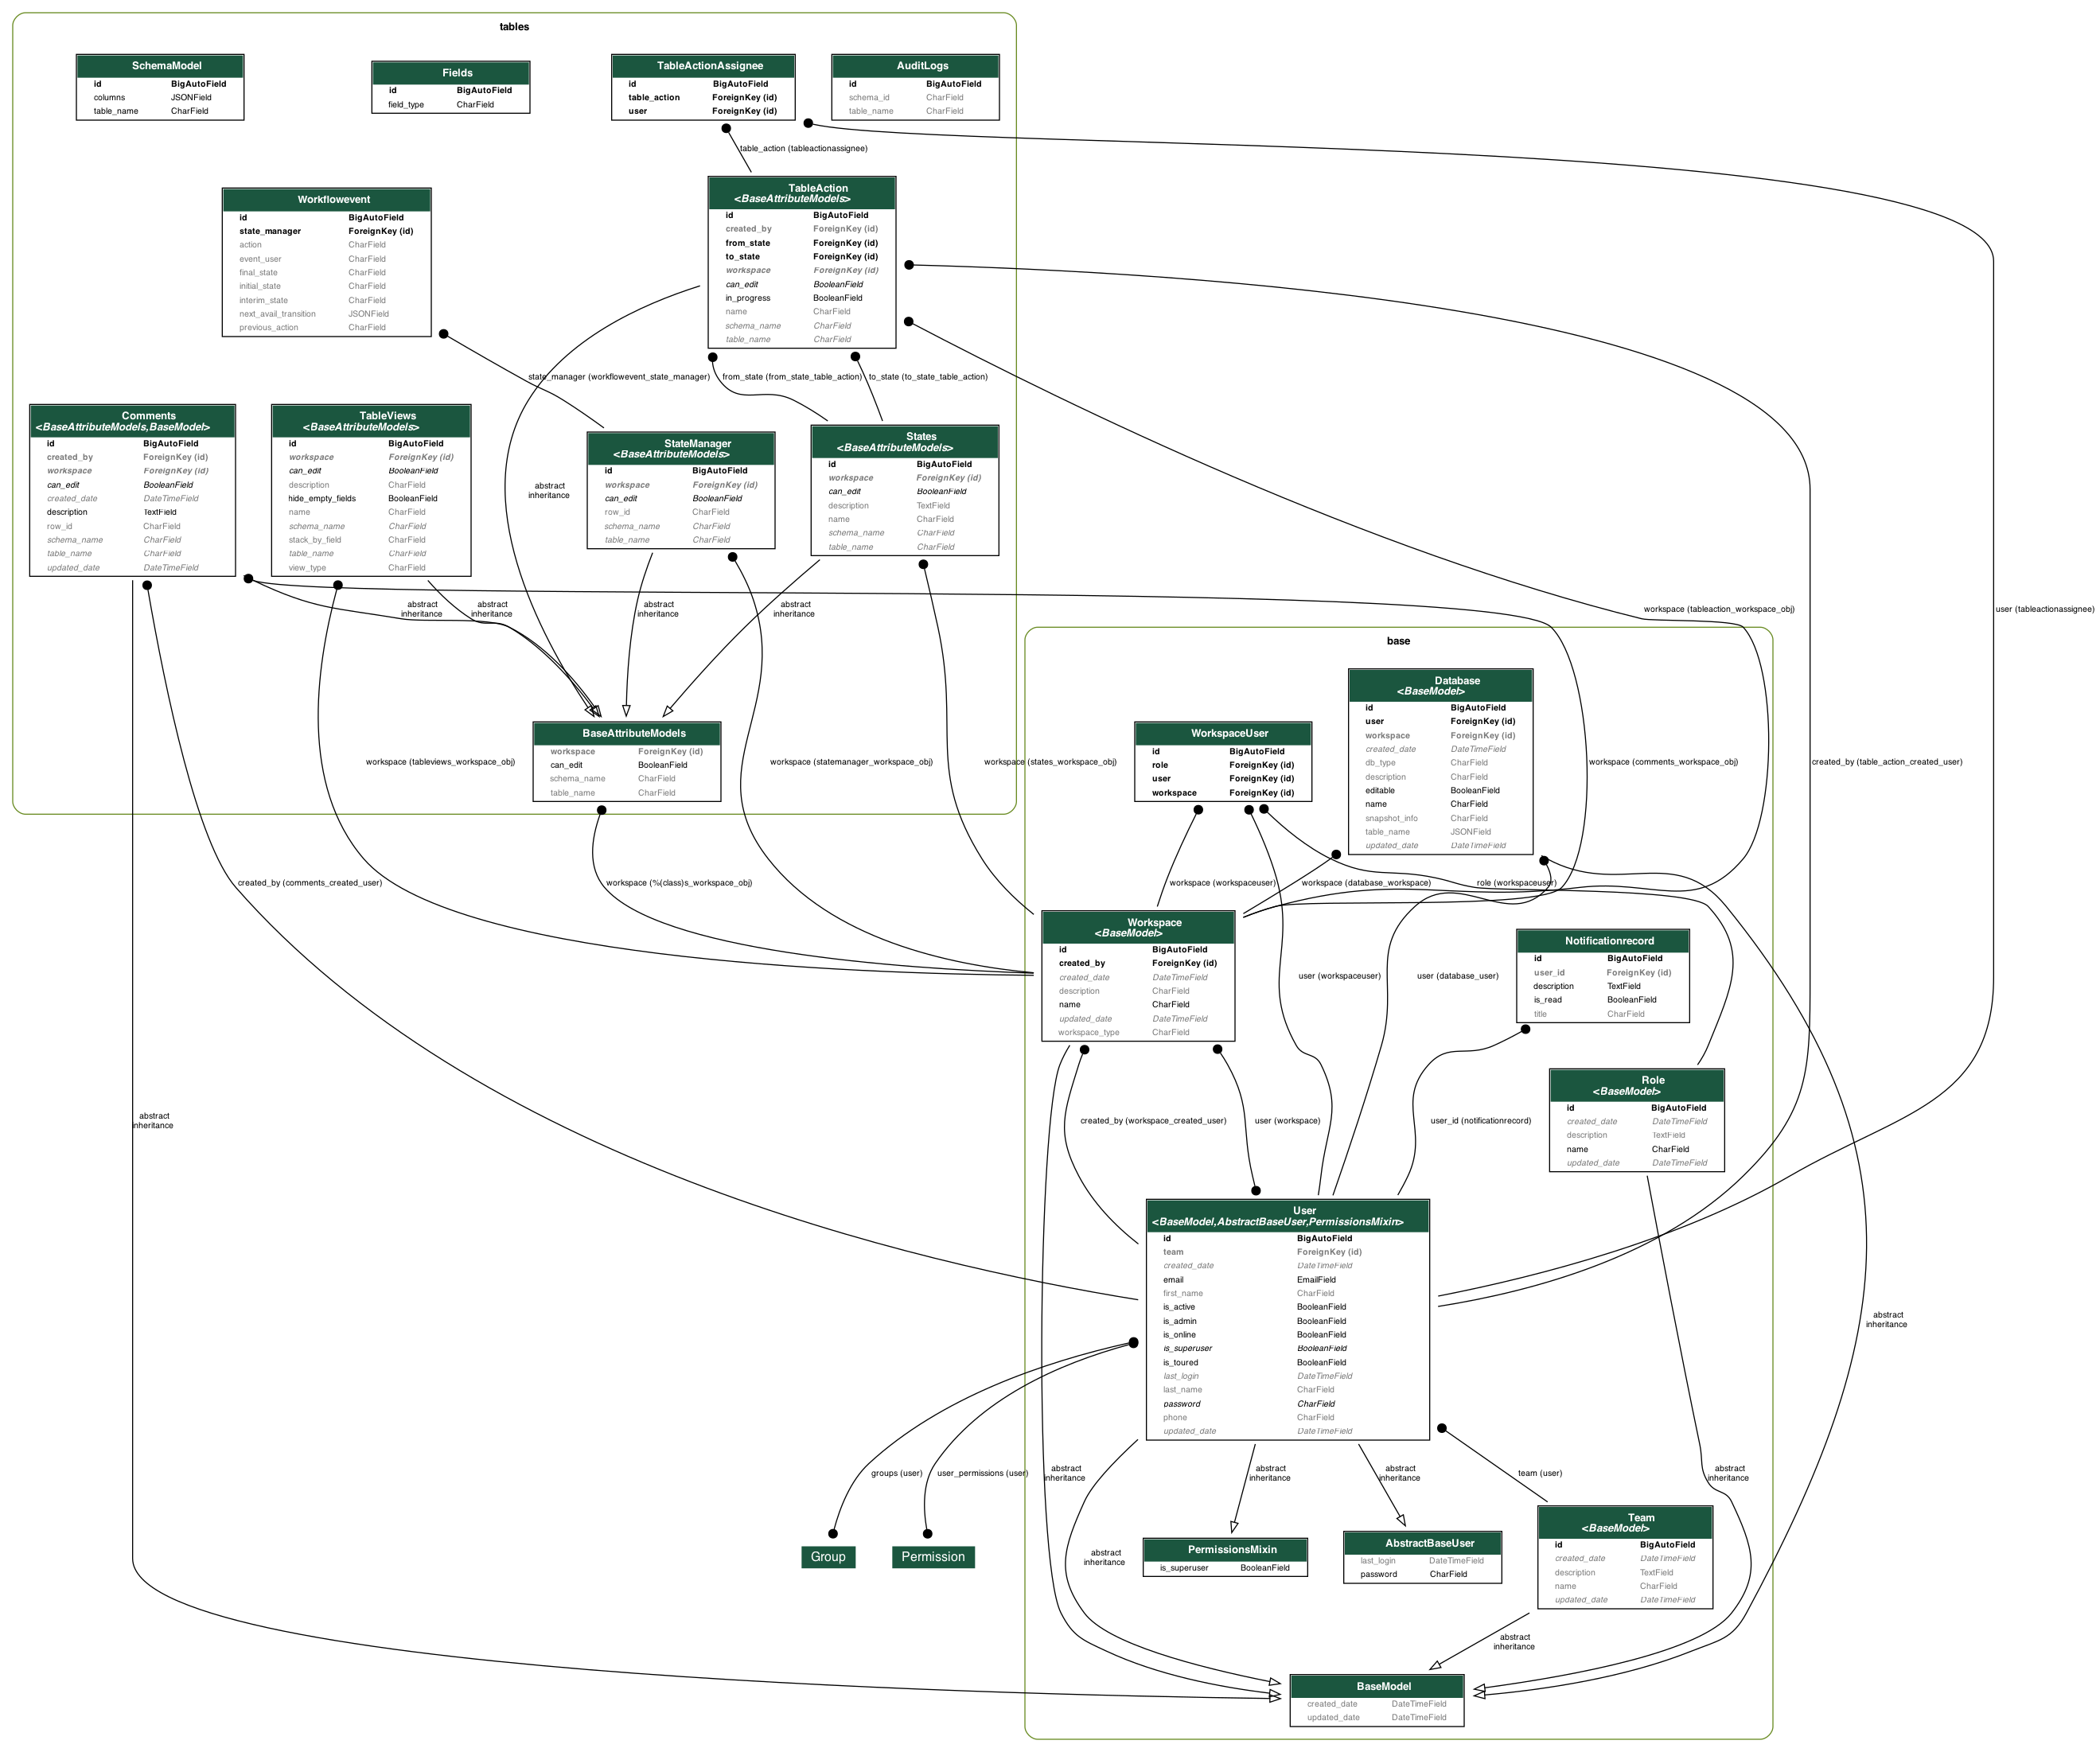 tables
SchemaModel
id BigAutoField
columns JSONField
table_name CharField
Fields
id BigAutoField
field_type CharField
TableActionAssignee
id BigAutoField
table_action ForeignKey (id)
user ForeignKey (id)
AuditLogs
id BigAutoField
schema_id CharField
table_name CharField
table_action (tableactionassignee)
Workflowevent
id BigAutoField
state_manager ForeignKey (id)
action CharField
event_user CharField
final_state CharField
initial_state CharField
interim_state CharField
next_avail_transition JSONField
previous_action CharField
TableAction
<BaseAttributeModels>
id BigAutoField
created_by ForeignKey (id)
from_state ForeignKey (id)
to_state ForeignKey (id)
workspace ForeignKey (id)
can_edit BooleanField
in_progress BooleanField
name CharField
schema_name CharField
table_name CharField
state_manager (workflowevent_state_manager)
from_state (from_state_table_action)
to_state (to_state_table_action)
Comments
<BaseAttributeModels,BaseModel>
id BigAutoField
created_by ForeignKey (id)
workspace ForeignKey (id)
can_edit BooleanField
created_date DateTimeField
description TextField
row_id CharField
schema_name CharField
table_name CharField
updated_date DateTimeField
TableViews
<BaseAttributeModels>
id BigAutoField
workspace ForeignKey (id)
can_edit BooleanField
description CharField
hide_empty_fields BooleanField
name CharField
schema_name CharField
stack_by_field CharField
table_name CharField
view_type CharField
abstract
inheritance
StateManager
<BaseAttributeModels>
id BigAutoField
workspace ForeignKey (id)
can_edit BooleanField
row_id CharField
schema_name CharField
table_name CharField
States
<BaseAttributeModels>
id BigAutoField
workspace ForeignKey (id)
can_edit BooleanField
description TextField
name CharField
schema_name CharField
table_name CharField
abstract
inheritance
abstract
inheritance
abstract
inheritance
abstract
inheritance
workspace (tableaction_workspace_obj)
user (tableactionassignee)
BaseAttributeModels
workspace ForeignKey (id)
can_edit BooleanField
schema_name CharField
table_name CharField
workspace (tableviews_workspace_obj)
workspace (statemanager_workspace_obj)
workspace (states_workspace_obj)
base
WorkspaceUser
id BigAutoField
role ForeignKey (id)
user ForeignKey (id)
workspace ForeignKey (id)
Database
<BaseModel>
id BigAutoField
user ForeignKey (id)
workspace ForeignKey (id)
created_date DateTimeField
db_type CharField
description CharField
editable BooleanField
name CharField
snapshot_info CharField
table_name JSONField
updated_date DateTimeField
workspace (comments_workspace_obj)
created_by (table_action_created_user)
created_by (comments_created_user)
workspace (%(class)s_workspace_obj)
workspace (workspaceuser)
workspace (database_workspace)
role (workspaceuser)
Workspace
<BaseModel>
id BigAutoField
created_by ForeignKey (id)
created_date DateTimeField
description CharField
name CharField
updated_date DateTimeField
workspace_type CharField
user (workspaceuser)
user (database_user)
Notificationrecord
id BigAutoField
user_id ForeignKey (id)
description TextField
is_read BooleanField
title CharField
Role
<BaseModel>
id BigAutoField
created_date DateTimeField
description TextField
name CharField
updated_date DateTimeField
abstract
inheritance
created_by (workspace_created_user)
user (workspace)
user_id (notificationrecord)
User
<BaseModel,AbstractBaseUser,PermissionsMixin>
id BigAutoField
team ForeignKey (id)
created_date DateTimeField
email EmailField
first_name CharField
is_active BooleanField
is_admin BooleanField
is_online BooleanField
is_superuser BooleanField
is_toured BooleanField
last_login DateTimeField
last_name CharField
password CharField
phone CharField
updated_date DateTimeField
abstract
inheritance
groups (user)
user_permissions (user)
abstract
inheritance
abstract
inheritance
abstract
inheritance
team (user)
abstract
inheritance
Group
Permission
abstract
inheritance
PermissionsMixin
is_superuser BooleanField
AbstractBaseUser
last_login DateTimeField
password CharField
Team
<BaseModel>
id BigAutoField
created_date DateTimeField
description TextField
name CharField
updated_date DateTimeField
abstract
inheritance
BaseModel
created_date DateTimeField
updated_date DateTimeField